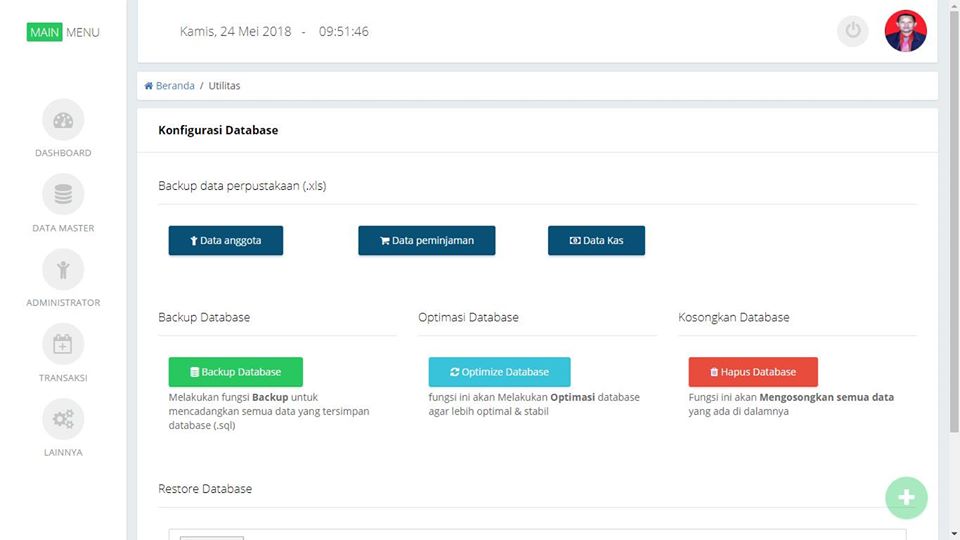 MAIN MENU
Kamis, 24 Mei 2018 - 09:51:46
Beranda / Utilitas
DASHBOARD
DATA MASTER
ADMINISTRATOR
TRANSAKSI
LAINNYA
Konfigurasi Database
Backup data perpustakaan (.xls)
Data anggota
Data peminjaman
Data Kas
Backup Database
Backup Database
Melakukan fungsi Backup untuk
mencadangkan semua data yang tersimpan
database (.sql)
Optimasi Database
Optimize Database
fungsi ini akan Melakukan Optimasi database
agar lebih optimal & stabil
Kosongkan Database
Hapus Database
Fungsi ini akan Mengosongkan semua data
yang ada di dalamnya
Restore Database